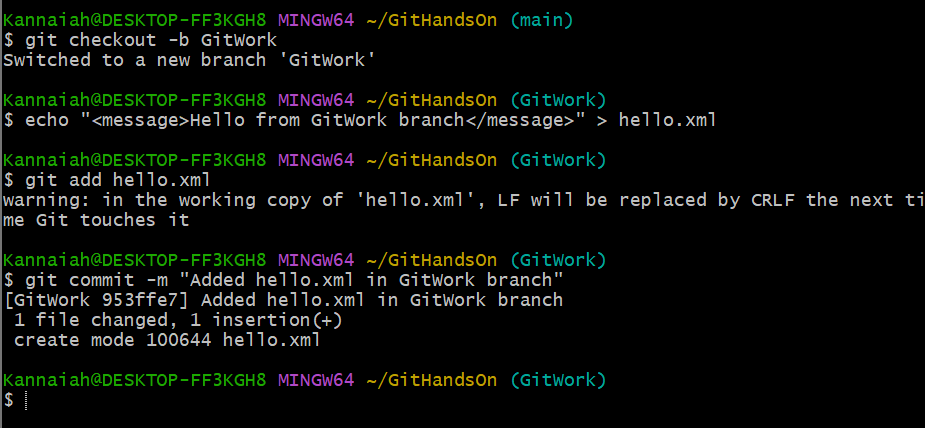 Kannaiah@DESKTOP-FF3KGH8 MINGW64 ~/GitHandsOn (main)
$ git checkout -b GitWork
Switched to a new branch 'GitWork'
Kannaiah@DESKTOP-FF3KGH8 MINGW64 ~/GitHandsOn (GitWork)
$ echo "<message>Hello from GitWork branch</message>" > hello.xml
Kannaiah@DESKTOP-FF3KGH8 MINGW64 ~/GitHandsOn (GitWork)
$ git add hello.xml
warning: in the working copy of 'hello.xml', LF will be replaced by CRLF the next ti
me Git touches it
Kannaiah@DESKTOP-FF3KGH8 MINGW64 ~/GitHandsOn (GitWork)
$ git commit -m "Added hello.xml in GitWork branch"
[GitWork 953ffe7] Added hello.xml in GitWork branch
 1 file changed, 1 insertion(+)
 create mode 100644 hello.xml
Kannaiah@DESKTOP-FF3KGH8 MINGW64 ~/GitHandsOn (GitWork)
$